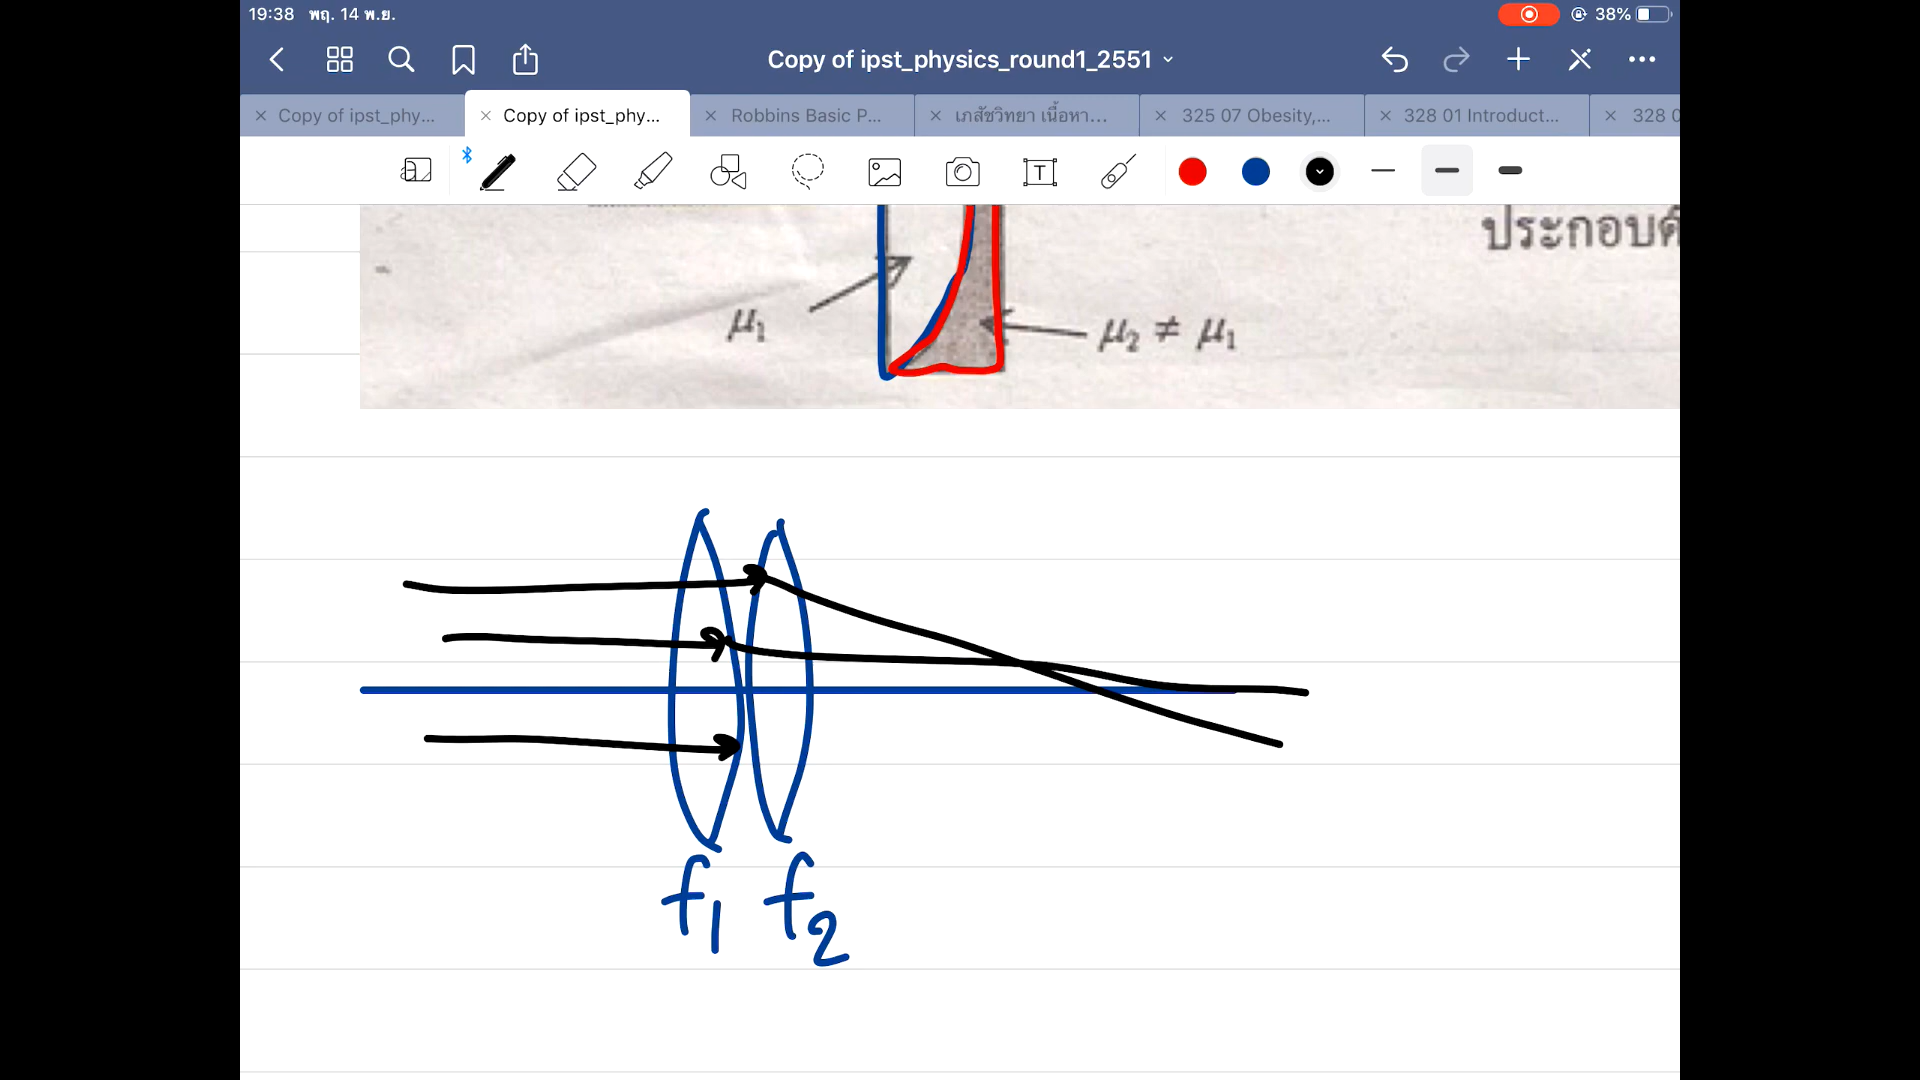 19:38 พฤ. 14 พ.ย. 38%
Copy of ipst_physics_round1_2551
Copy of ipst_phy... Copy of ipst_phy... Robbins Basic P... เภสัชวิทยา เนื้อหา... 325 07 Obesity,... 328 01 Introduct... 328 0
T
ประกอบด้
μ₁ μ₂ ≠ μ₁
f₁ f₂